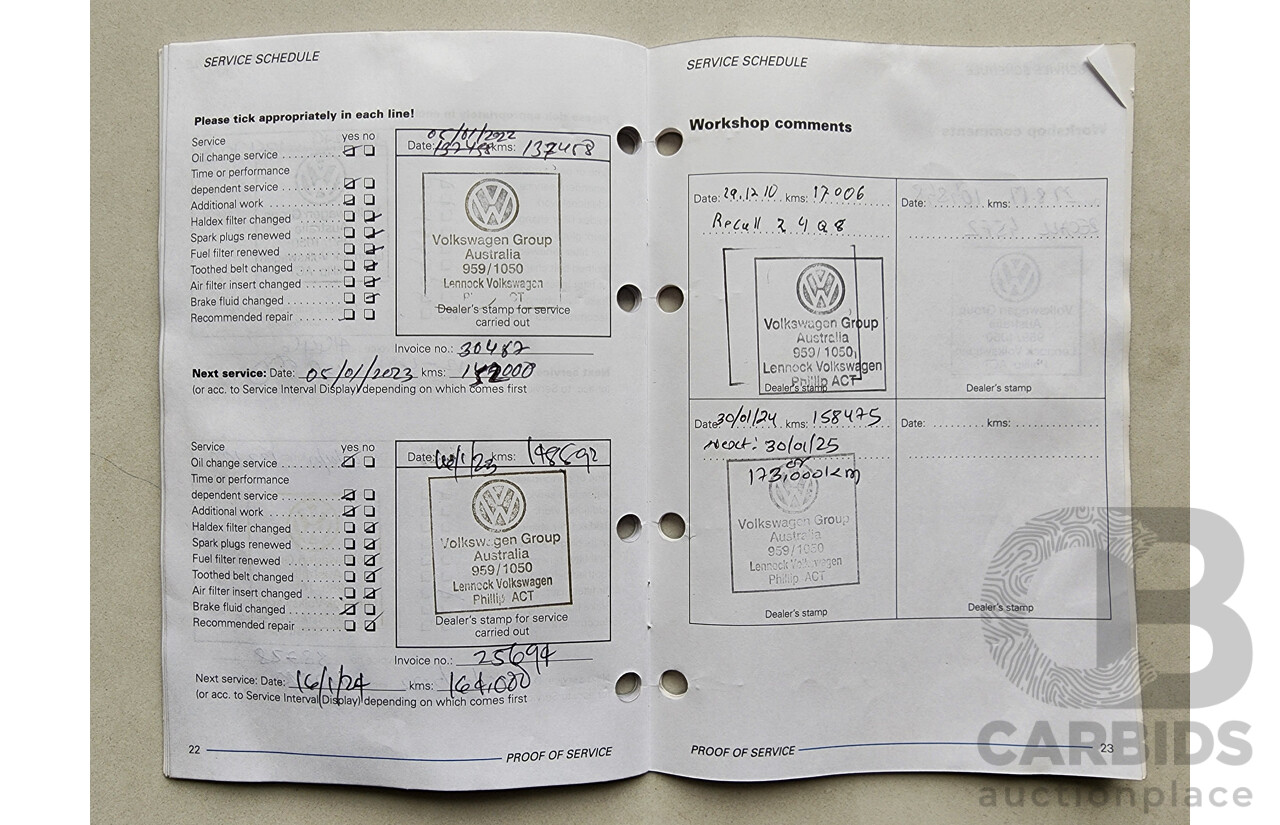 SERVICE SCHEDULE
Please tick appropriately in each line!
Service yes no
Oil change service
Time or performance
dependent service
Additional work
Haldex filter changed
Spark plugs renewed
Fuel filter renewed
Toothed belt changed
Air filter insert changed
Brake fluid changed
Recommended repair
05/01/2022
Date: 137458 kms: 137458
Volkswagen Group
Australia
959/1050
Lennock Volkswagen
Dealer's stamp for service
carried out
Invoice no.: 30487
Next service: Date: 05/01/2023 kms:
(or acc. to Service Interval Display) depending on which comes first
Service yes no
Oil change service
Time or performance
dependent service
Additional work
Haldex filter changed
Spark plugs renewed
Fuel filter renewed
Toothed belt changed
Air filter insert changed
Brake fluid changed
Recommended repair
Date: kms: 148592
Volkswagen Group
Australia
959/1050
Lennock Volkswagen
Phillip ACT
Dealer's stamp for service
carried out
Invoice no.: 25694
Next service: Date: 16/1/24 kms: 164,000
(or acc. to Service Interval Display) depending on which comes first
22 PROOF OF SERVICE
SERVICE SCHEDULE
Workshop comments
Date: 29.12.10 kms: 17006
Recall 24Q8
Volkswagen Group
Australia
959/1050
Lennock Volkswagen
Phillip ACT
Dealer's stamp
Date: kms:
Dealer's stamp
Date: 30/01/24 kms: 158475
Next: 30/01/25
or
173,000km
Volkswagen Group
Australia
959/1050
Lennock Volkswagen
Phillip ACT
Dealer's stamp
Date: kms:
Dealer's stamp
PROOF OF SERVICE 23
CARBIDS
auctionplace